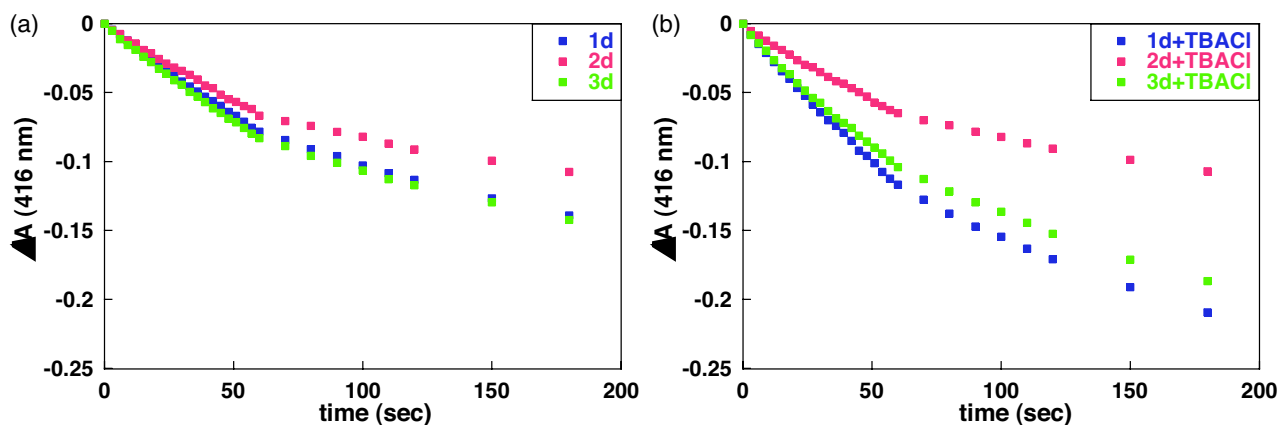 (a)
ΔA (416 nm)
0
-0.05
-0.1
-0.15
-0.2
-0.25
1d
2d
3d
0
50
100
150
200
time (sec)
(b)
ΔA (416 nm)
0
-0.05
-0.1
-0.15
-0.2
-0.25
1d+TBACl
2d+TBACl
3d+TBACl
0
50
100
150
200
time (sec)